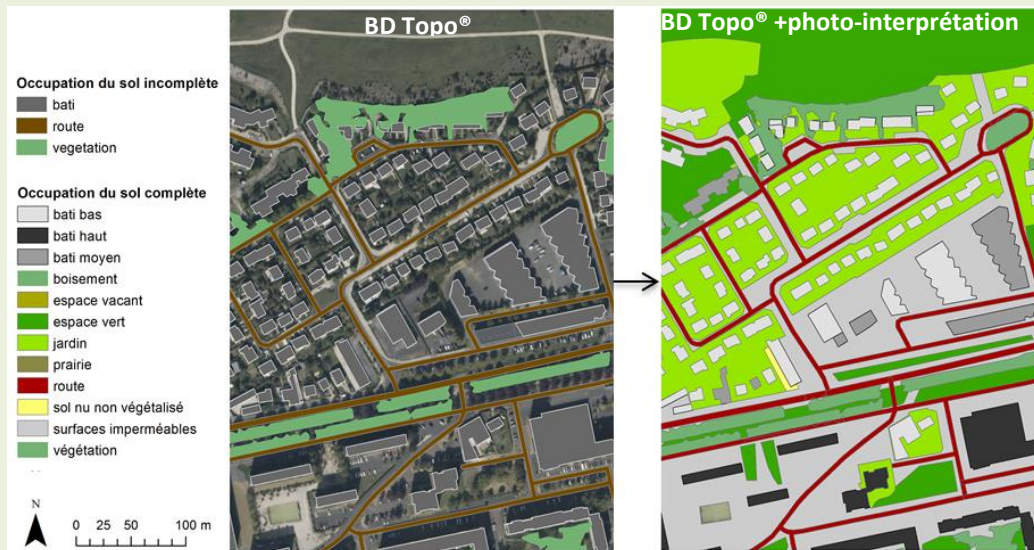 BD Topo®
BD Topo® +photo-interprétation
Occupation du sol incomplète
bati
route
vegetation
Occupation du sol complète
bati bas
bati haut
bati moyen
boisement
espace vacant
espace vert
jardin
prairie
route
sol nu non végétalisé
surfaces imperméables
végétation
N
0 25 50 100 m